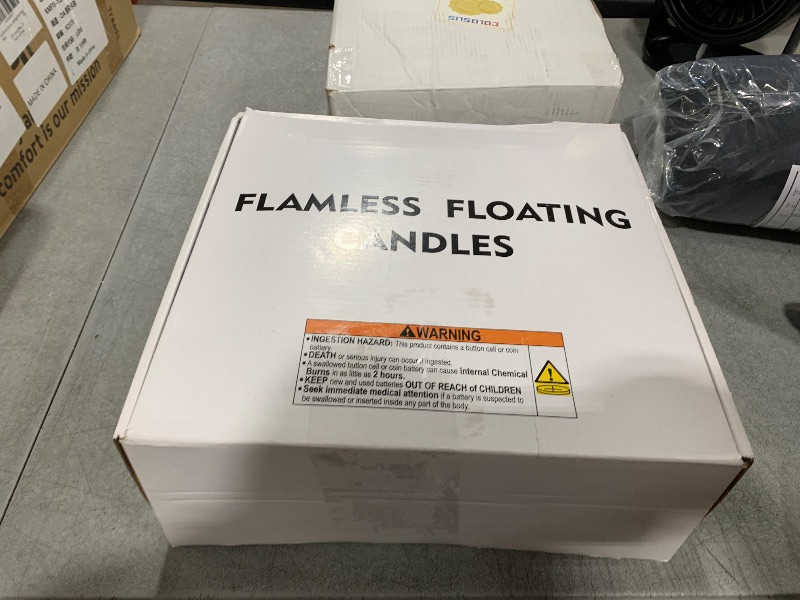 COLOSUS
MADE IN CHINA
comfort is our mission
FLAMLESS FLOATING
CANDLES
WARNING
• INGESTION HAZARD: This product contains a button cell or coin
battery.
• DEATH or serious injury can occur ingested.
• A swallowed button cell or coin battery can cause Internal Chemical
Burns in as little as 2 hours.
• KEEP new and used batteries OUT OF REACH of CHILDREN
• Seek immediate medical attention if a battery is suspected to
be swallowed or inserted inside any part of the body.